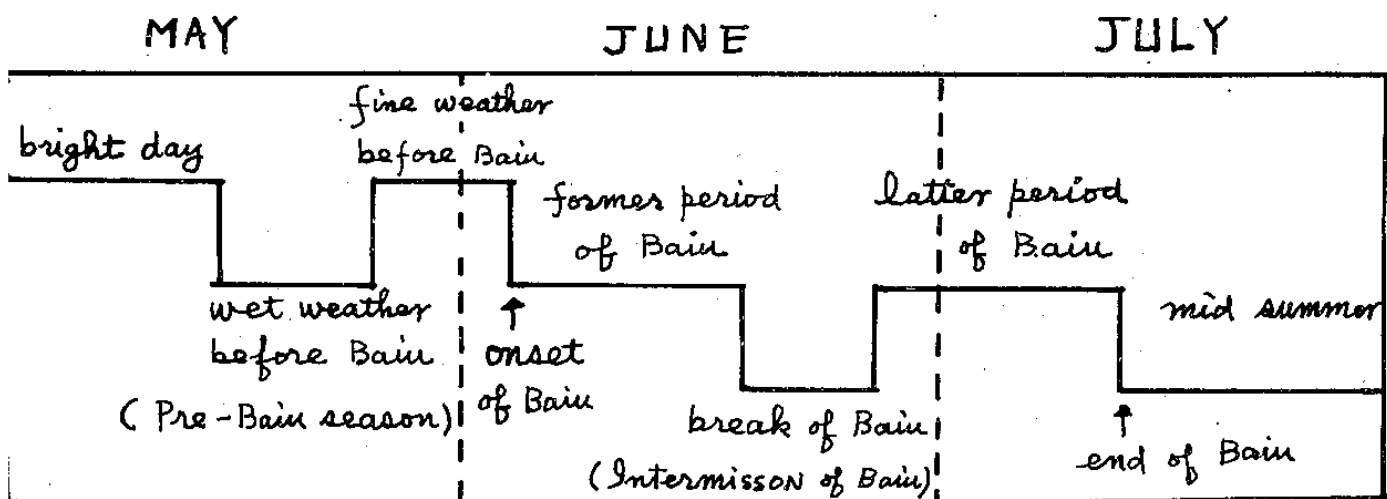 MAY
JUNE
JULY
bright day
fine weather
before Baiu
former period
of Baiu
latter period
of Baiu
wet weather
before Baiu
(Pre-Baiu season)
onset
of Baiu
break of Baiu
(Intermisson of Baiu)
mid summer
end of Baiu